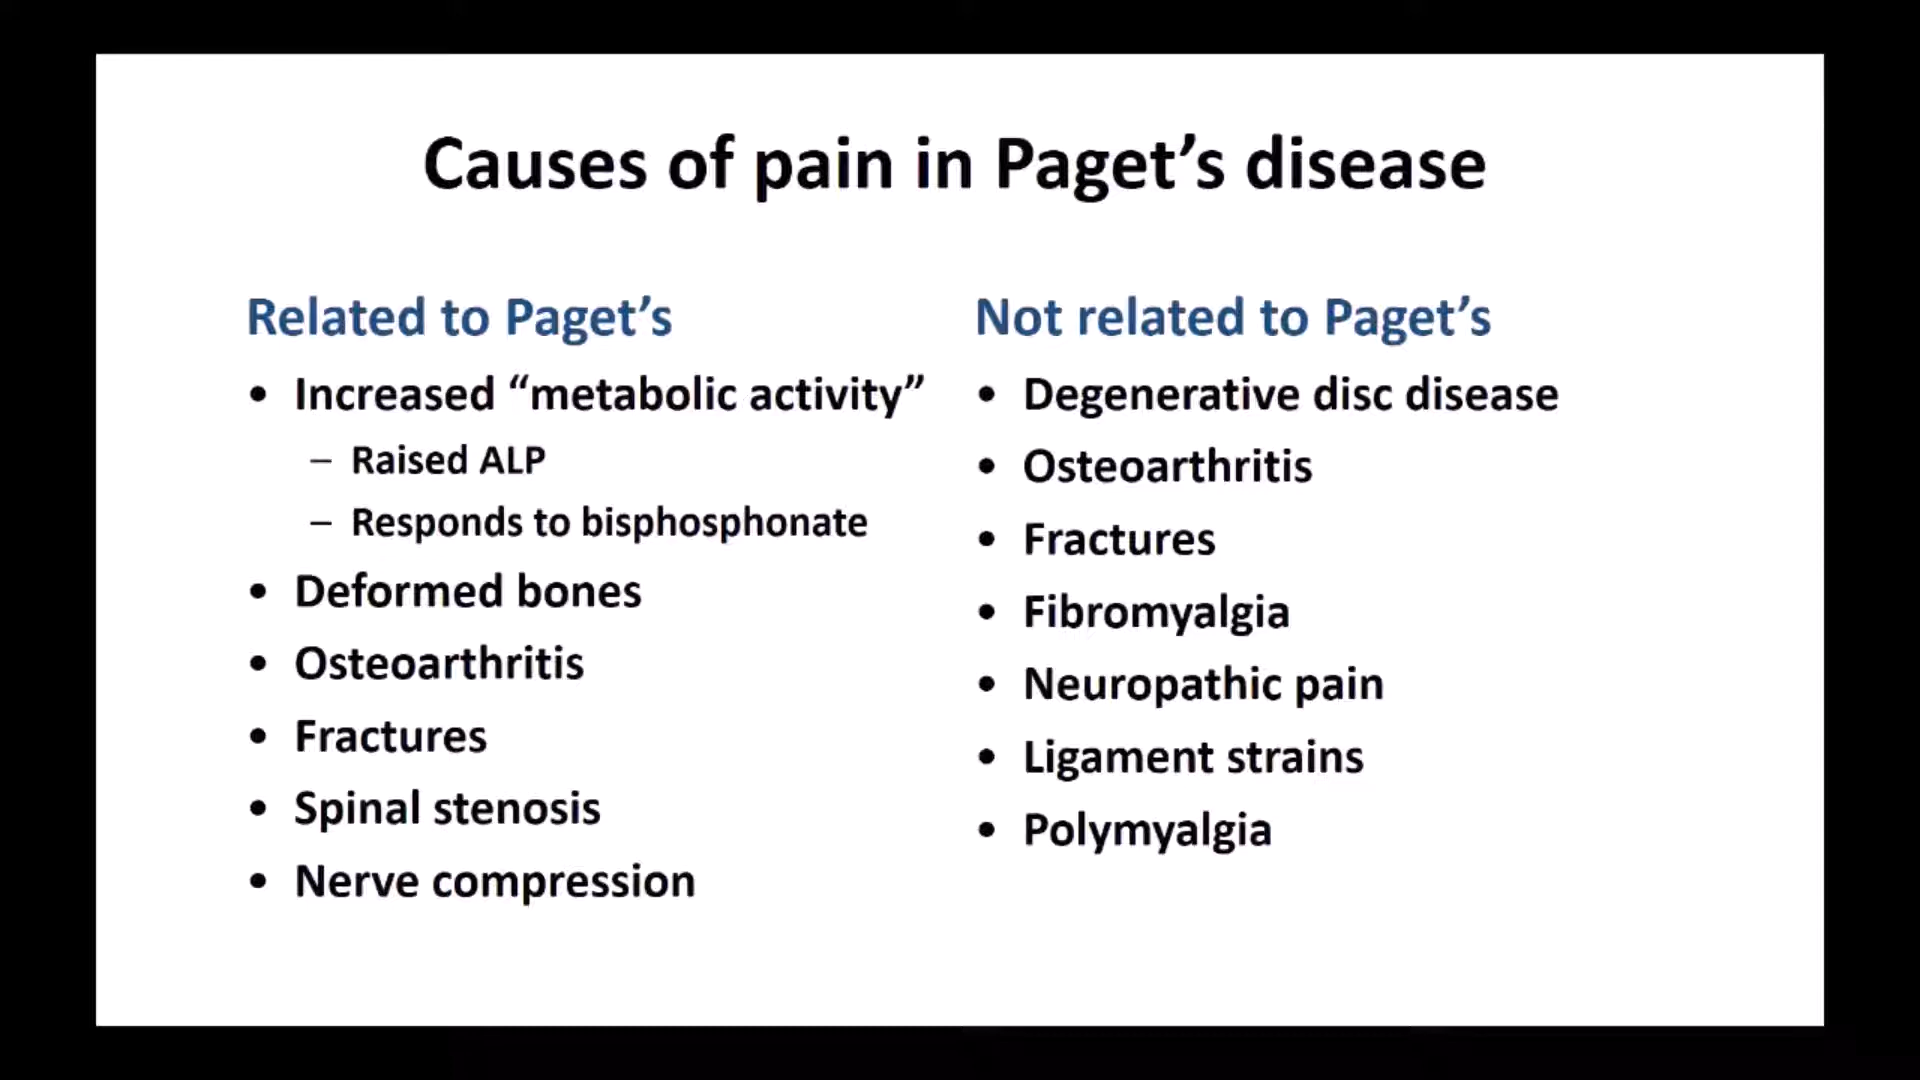 Causes of pain in Paget’s disease
Related to Paget’s
• Increased “metabolic activity”
– Raised ALP
– Responds to bisphosphonate
• Deformed bones
• Osteoarthritis
• Fractures
• Spinal stenosis
• Nerve compression
Not related to Paget’s
• Degenerative disc disease
• Osteoarthritis
• Fractures
• Fibromyalgia
• Neuropathic pain
• Ligament strains
• Polymyalgia